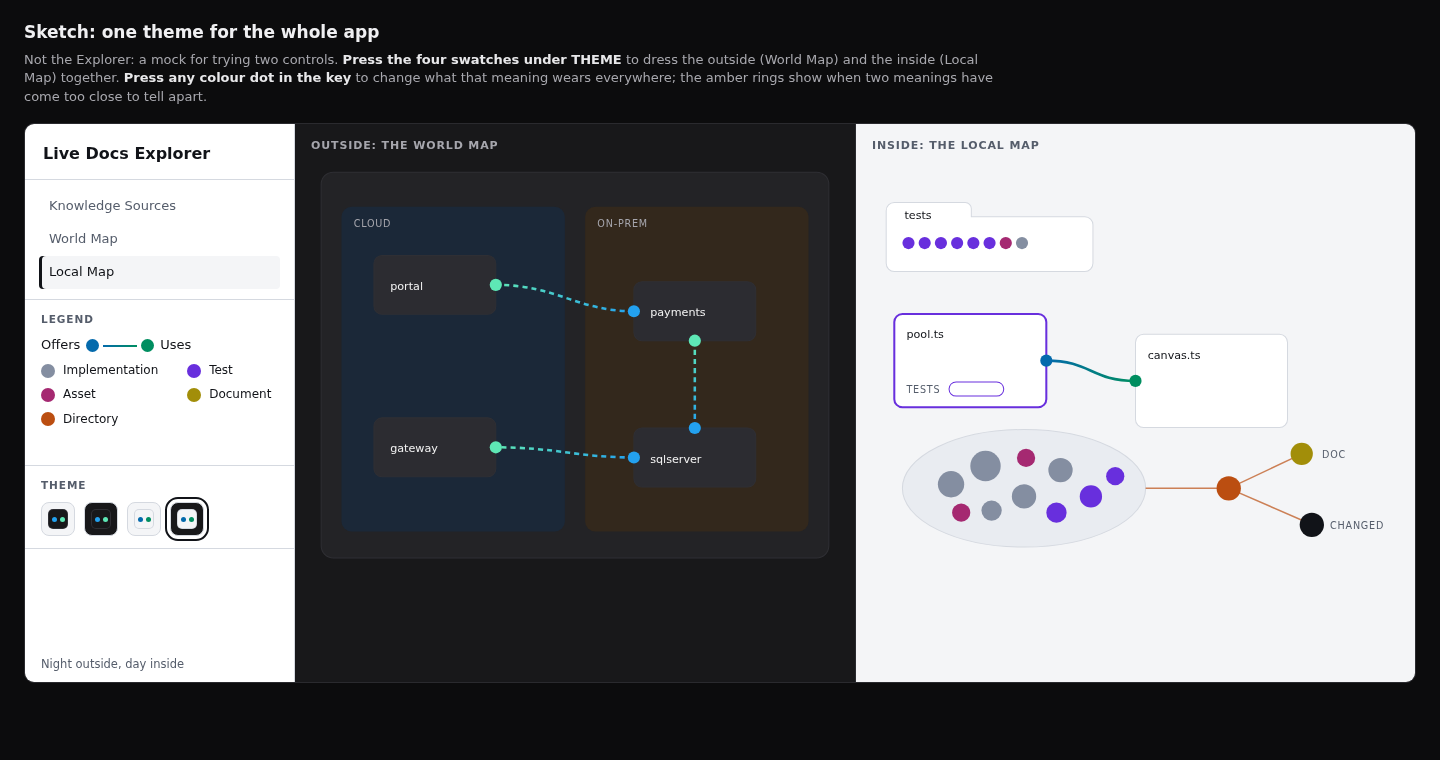 Sketch: one theme for the whole app
Not the Explorer: a mock for trying two controls. Press the four swatches under THEME to dress the outside (World Map) and the inside (Local
Map) together. Press any colour dot in the key to change what that meaning wears everywhere; the amber rings show when two meanings have
come too close to tell apart.
Live Docs Explorer
Knowledge Sources
World Map
Local Map
LEGEND
Offers Uses
Implementation Test
Asset Document
Directory
THEME
Night outside, day inside
OUTSIDE: THE WORLD MAP
CLOUD
ON-PREM
portal
payments
gateway
sqlserver
INSIDE: THE LOCAL MAP
tests
pool.ts
TESTS
canvas.ts
DOC
CHANGED